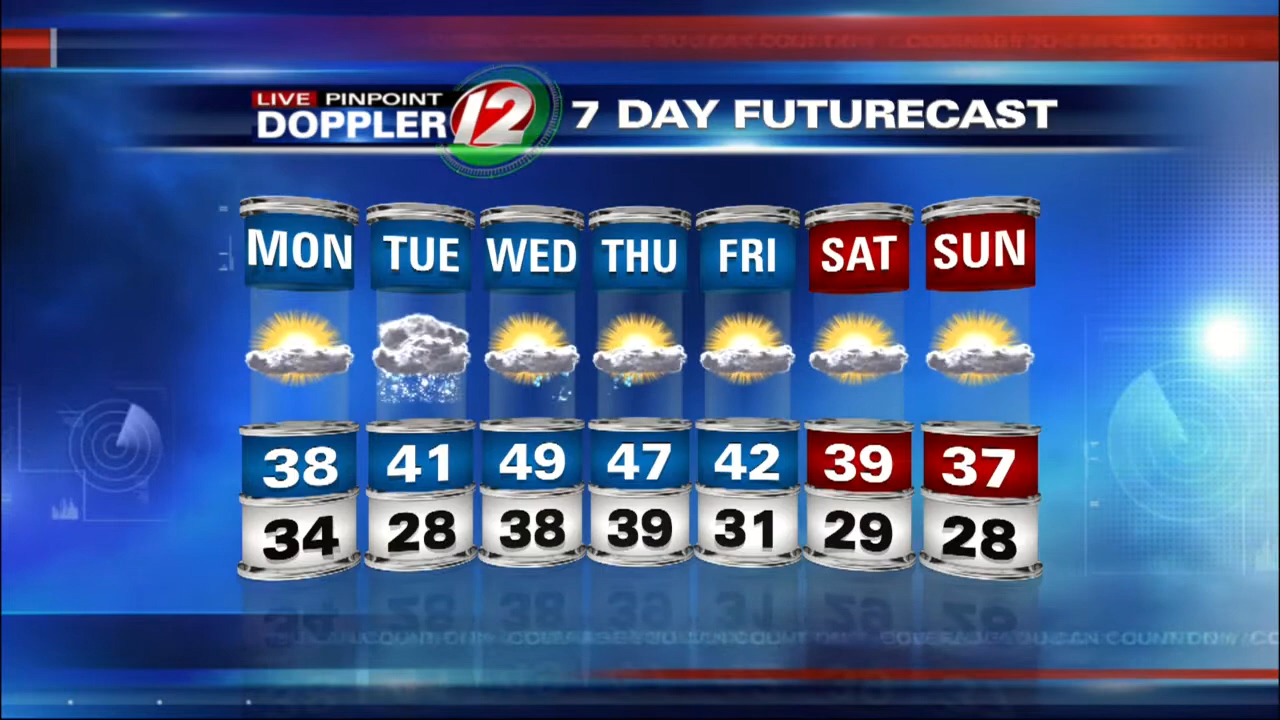 LIVE PINPOINT
DOPPLER 12
7 DAY FUTURECAST
MON TUE WED THU FRI SAT SUN
38 41 49 47 42 39 37
34 28 38 39 31 29 28